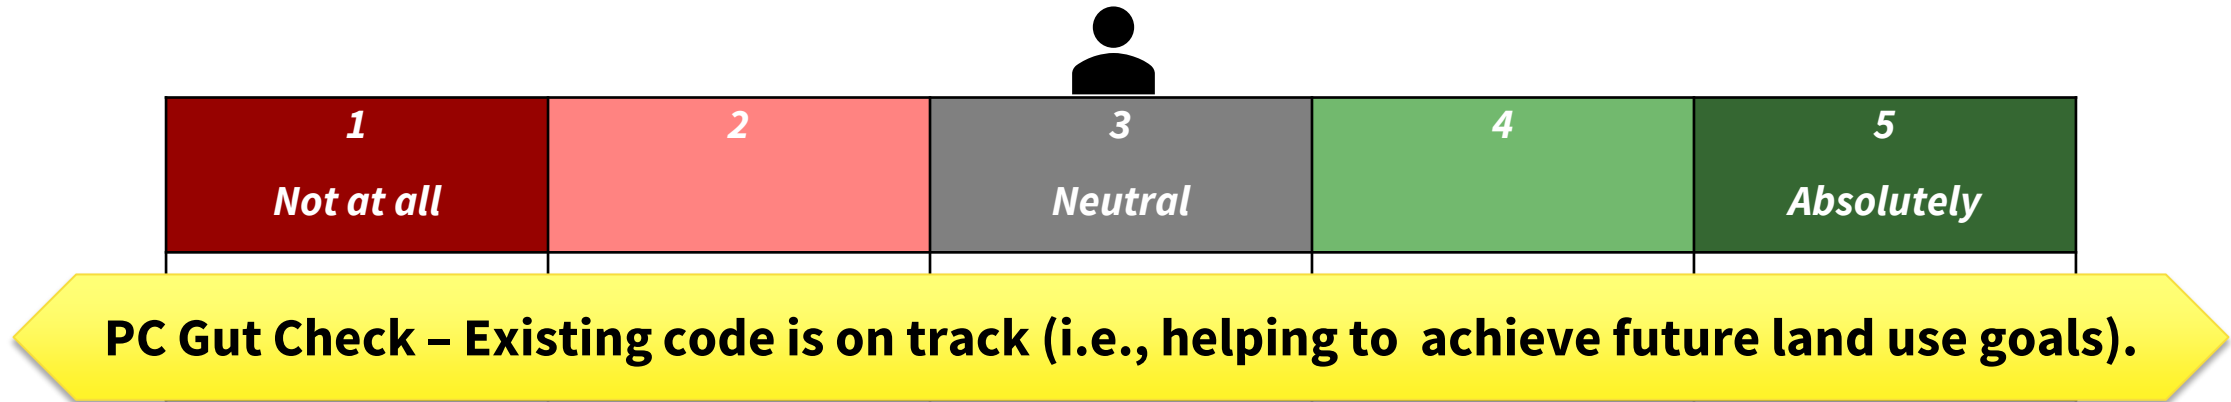 1 2 3 4 5
Not at all Neutral Absolutely
PC Gut Check – Existing code is on track (i.e., helping to  achieve future land use goals).